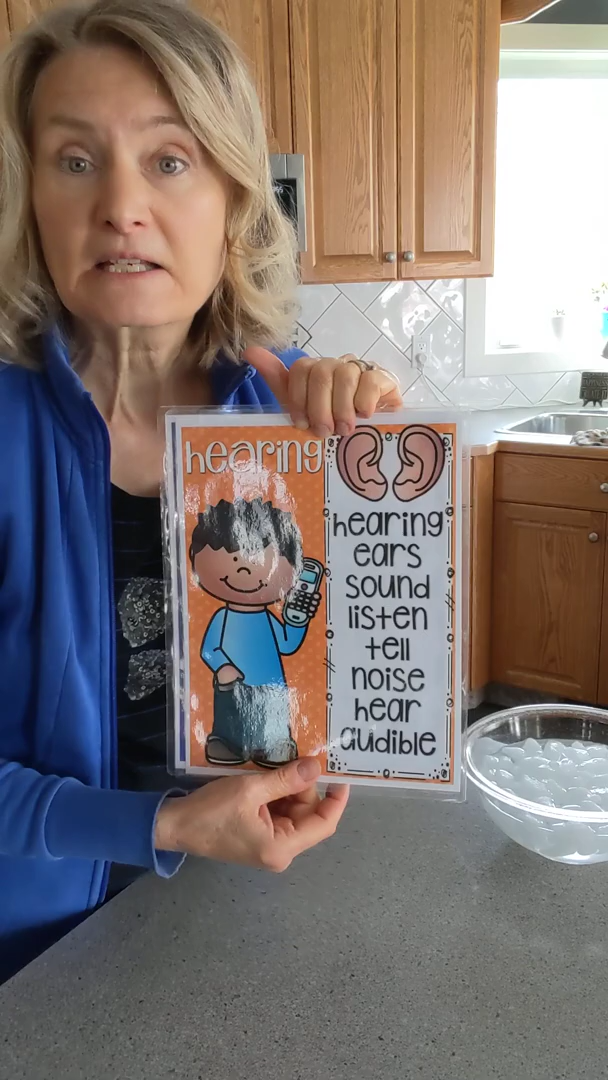 hearing
hearing
ears
sound
listen
tell
noise
hear
audible